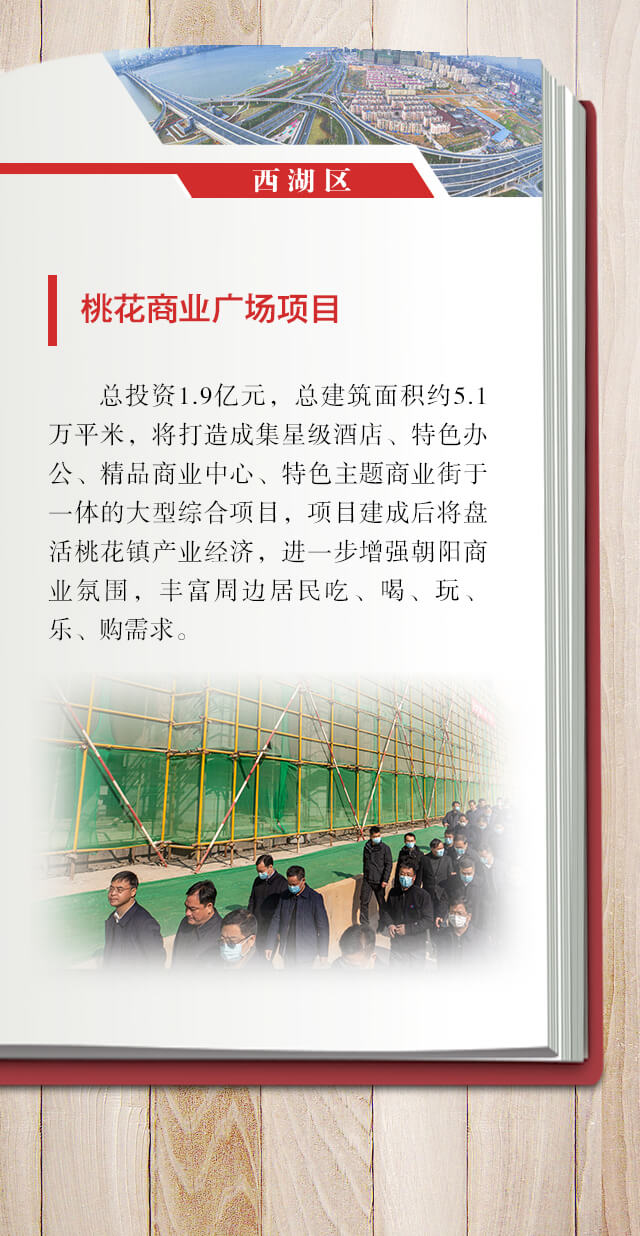 西湖区
桃花商业广场项目
总投资1.9亿元，总建筑面积约5.1
万平米，将打造成集星级酒店、特色办
公、精品商业中心、特色主题商业街于
一体的大型综合项目，项目建成后将盘
活桃花镇产业经济，进一步增强朝阳商
业氛围，丰富周边居民吃、喝、玩、
乐、购需求。